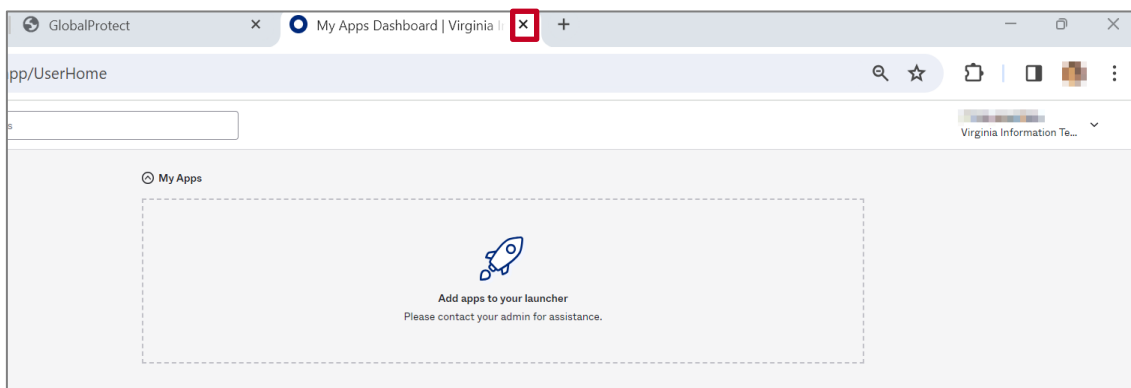 GlobalProtect
My Apps Dashboard | Virginia I
pp/UserHome
s
Virginia Information Te...
My Apps
Add apps to your launcher
Please contact your admin for assistance.